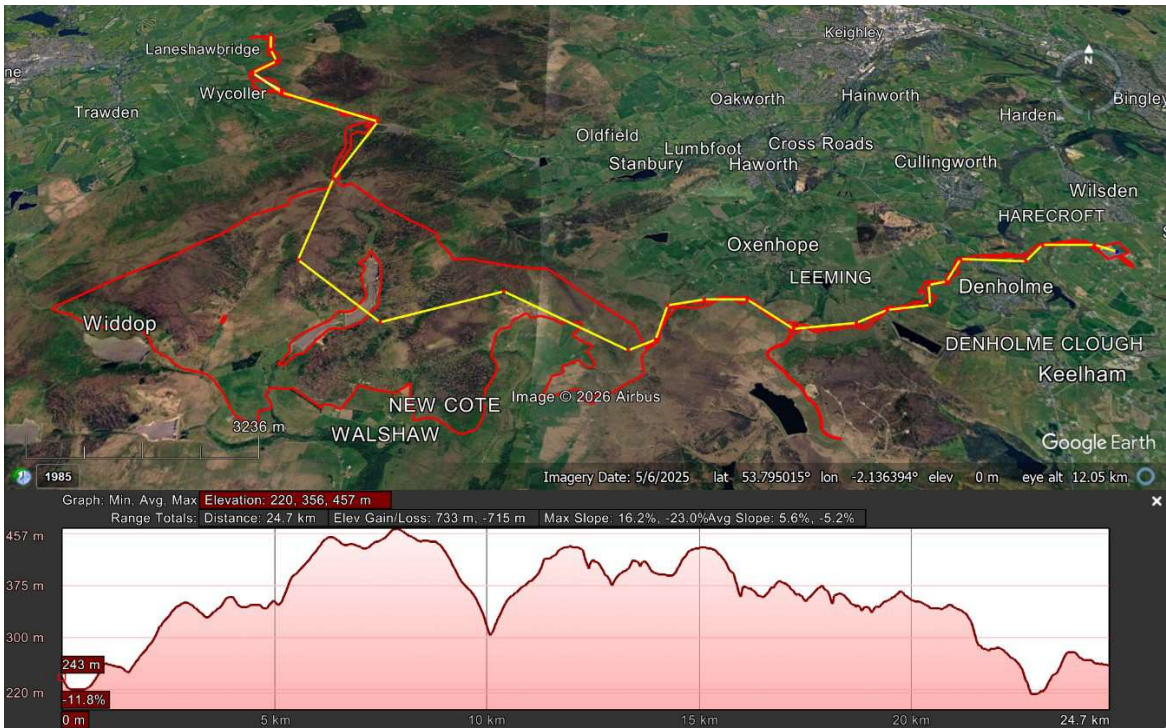 Keighley
Laneshawbridge
ne
Wycoller
Trawden
N
Oakworth
Hainworth
Bingley
Harden
Oldfield
Lumbfoot
Cross Roads
Stanbury
Haworth
Cullingworth
Wilsden
HARECROFT
S
Oxenhope
LEEMING
Denholme
Widdop
DENHOLME CLOUGH
Keelham
NEW COTE
Image © 2026 Airbus
3236 m
WALSHAW
Google Earth
1985
Imagery Date: 5/6/2025 lat 53.795015° lon -2.136394° elev 0 m eye alt 12.05 km
Graph: Min, Avg, Max Elevation: 220, 356, 457 m
Range Totals: Distance: 24.7 km Elev Gain/Loss: 733 m, -715 m Max Slope: 16.2%, -23.0% Avg Slope: 5.6%, -5.2%
457 m
375 m
300 m
243 m
220 m
-11.8%
0 m 5 km 10 km 15 km 20 km 24.7 km